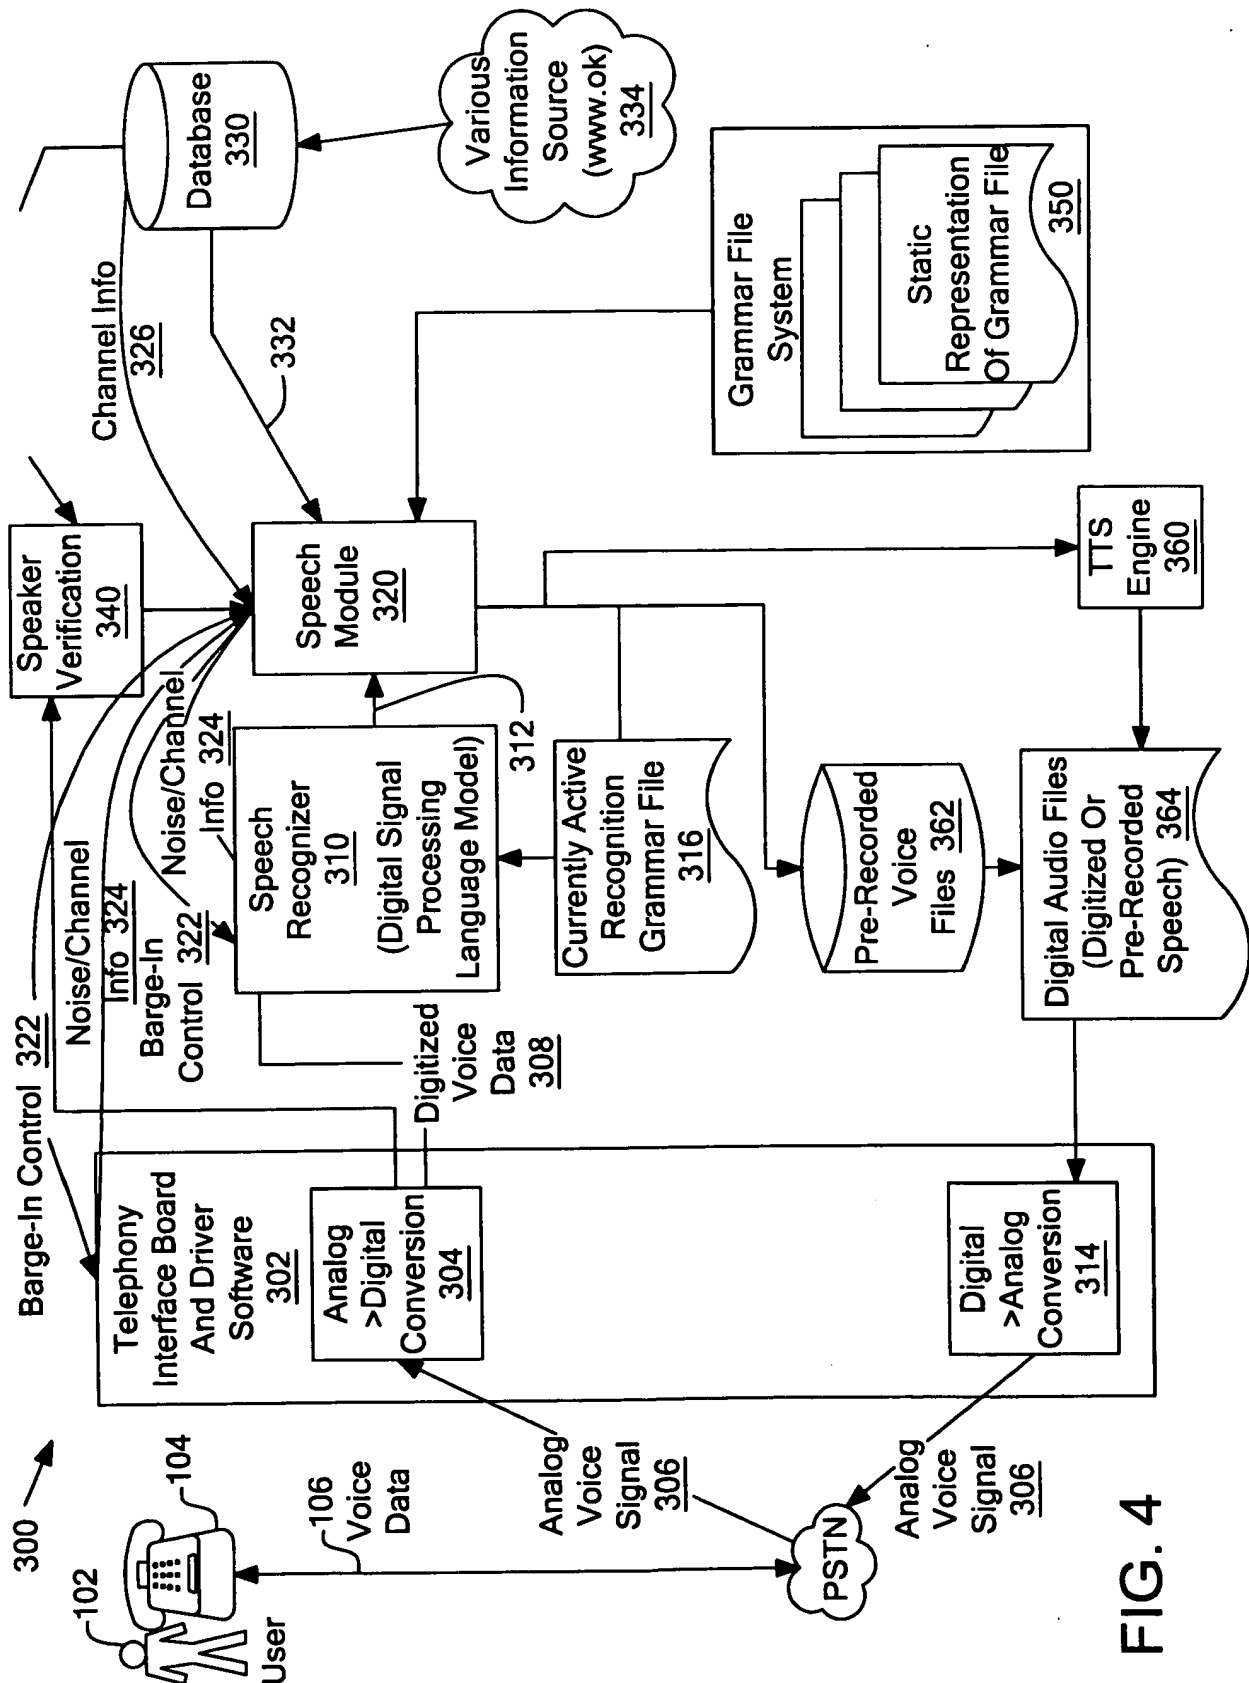 300
102
104
User
106
Voice
Data
PSTN
Analog
Voice
Signal
306
Analog
Voice
Signal
306
Barge-In Control 322
Telephony
Interface Board
And Driver
Software
302
Analog
>Digital
Conversion
304
Digital
>Analog
Conversion
314
Noise/Channel
Info 324
Barge-In
Control 322
Noise/Channel
Info 324
Digitized
Voice
Data
308
Speech
Recognizer
310
(Digital Signal
Processing
Language Model)
312
Currently Active
Recognition
Grammar File
316
Pre-Recorded
Voice
Files 362
Digital Audio Files
(Digitized Or
Pre-Recorded
Speech) 364
Speaker
Verification
340
Speech
Module
320
TTS
Engine
360
Channel Info
326
332
Database
330
Various
Information
Source
(www.ok)
334
Grammar File
System
Static
Representation
Of Grammar File
350
FIG. 4